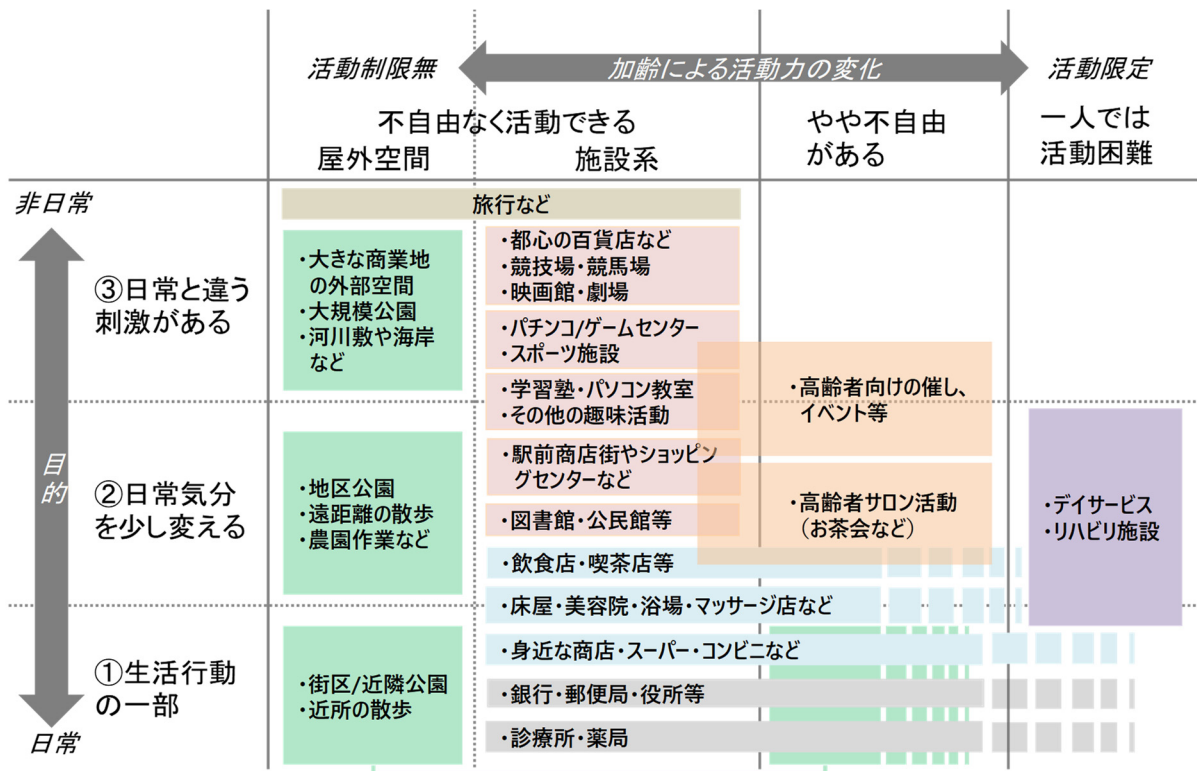 活動制限無
加齢による活動力の変化
活動限定
不自由なく活動できる
屋外空間
施設系
やや不自由
がある
一人では
活動困難
非日常
目的
日常
③日常と違う
刺激がある
②日常気分
を少し変える
①生活行動
の一部
旅行など
・大きな商業地
の外部空間
・大規模公園
・河川敷や海岸
など
・地区公園
・遠距離の散歩
・農園作業など
・街区/近隣公園
・近所の散歩
・都心の百貨店など
・競技場・競馬場
・映画館・劇場
・パチンコ/ゲームセンター
・スポーツ施設
・学習塾・パソコン教室
・その他の趣味活動
・駅前商店街やショッピン
グセンターなど
・図書館・公民館等
・飲食店・喫茶店等
・床屋・美容院・浴場・マッサージ店など
・身近な商店・スーパー・コンビニなど
・銀行・郵便局・役所等
・診療所・薬局
・高齢者向けの催し、
イベント等
・高齢者サロン活動
（お茶会など）
・デイサービス
・リハビリ施設